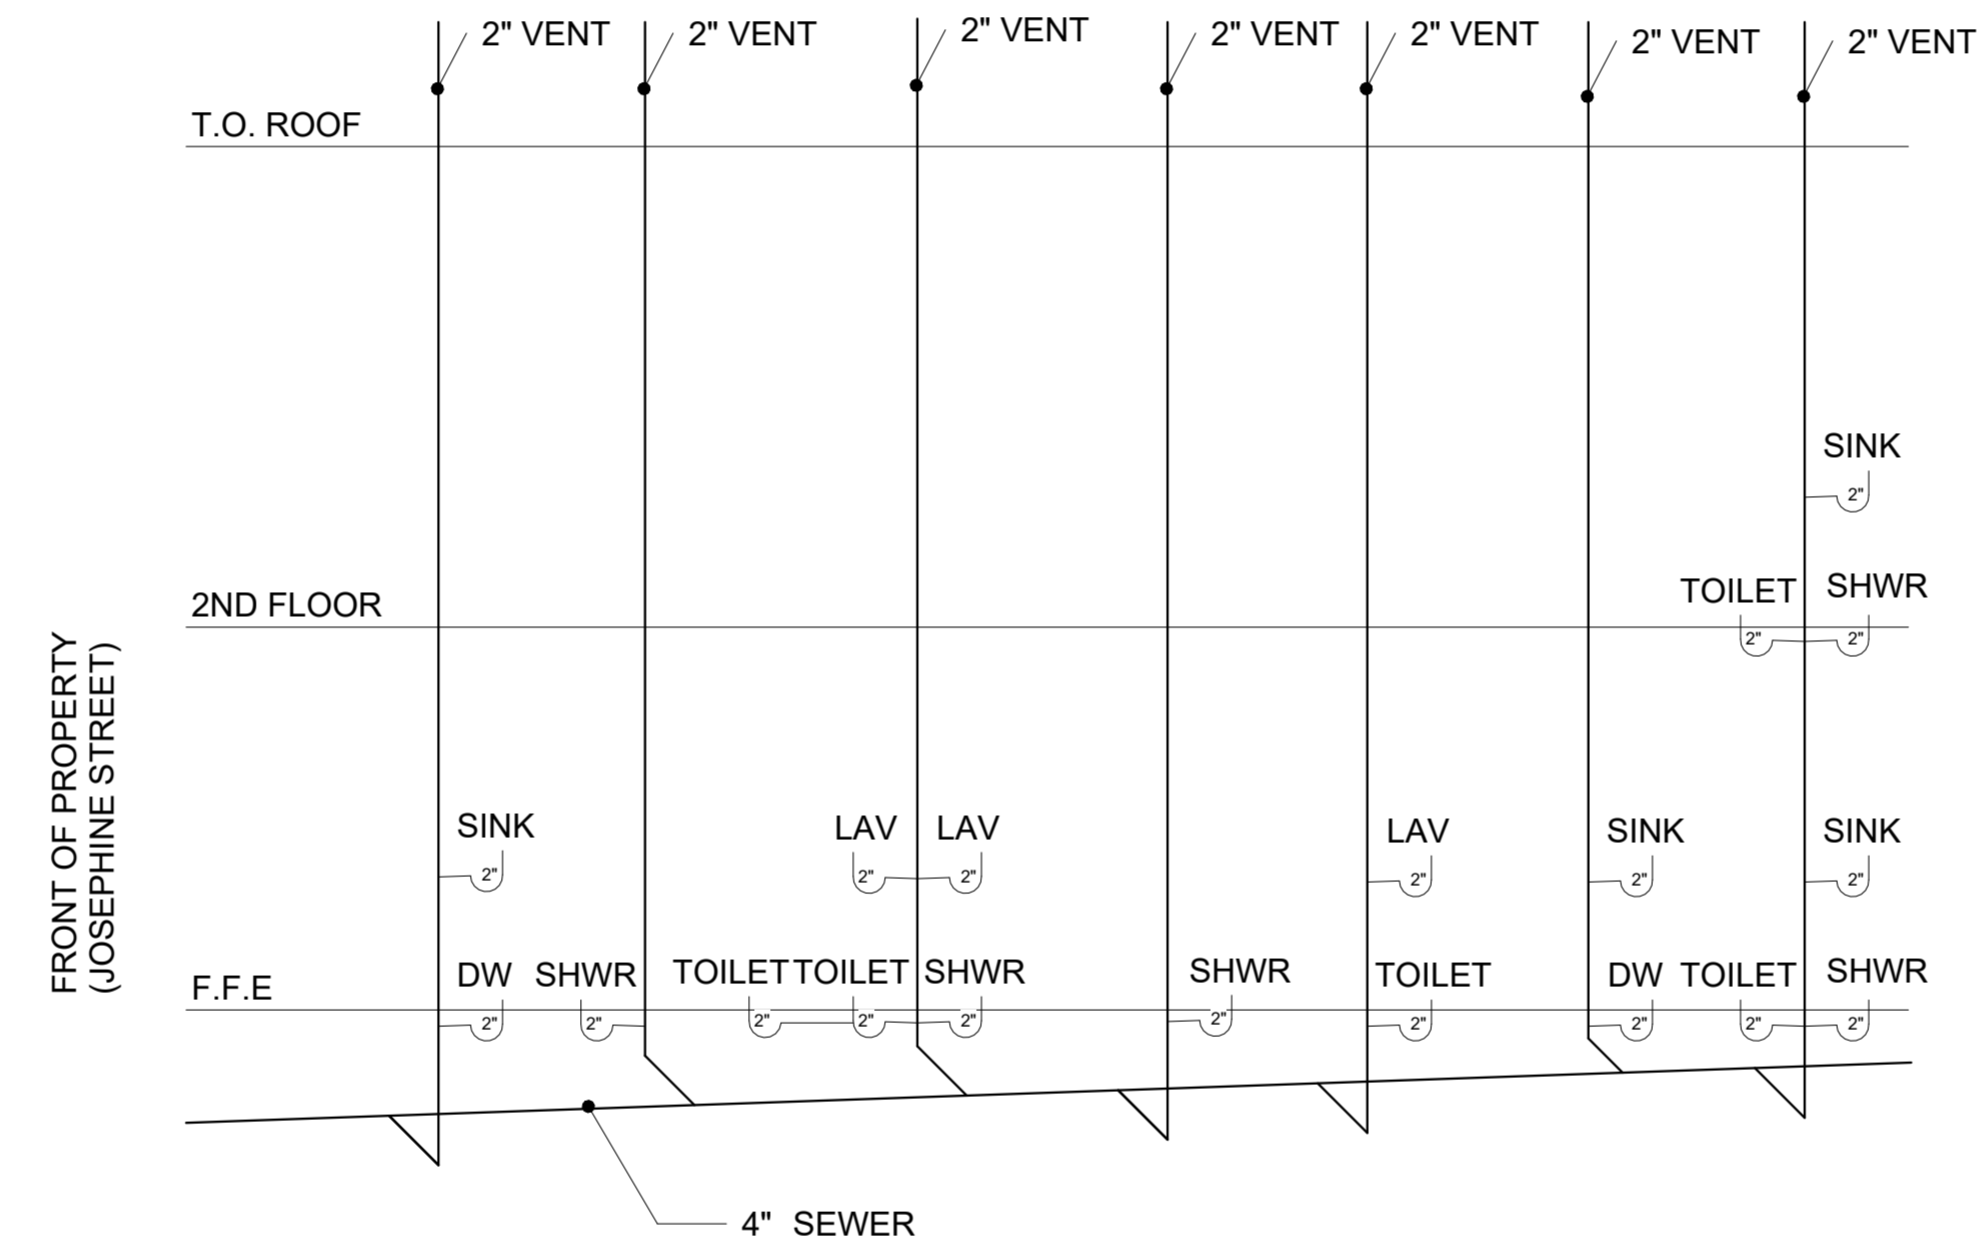 2" VENT
2" VENT
2" VENT
2" VENT
2" VENT
2" VENT
2" VENT
T.O. ROOF
SINK
2"
2ND FLOOR
TOILET
SHWR
2"
2"
FRONT OF PROPERTY
(JOSEPHINE STREET)
SINK
LAV
LAV
LAV
SINK
SINK
2"
2"
2"
2"
2"
2"
F.F.E
DW
SHWR
TOILET
TOILET
SHWR
SHWR
TOILET
DW
TOILET
SHWR
2"
2"
2"
2"
2"
2"
2"
2"
2"
2"
4" SEWER